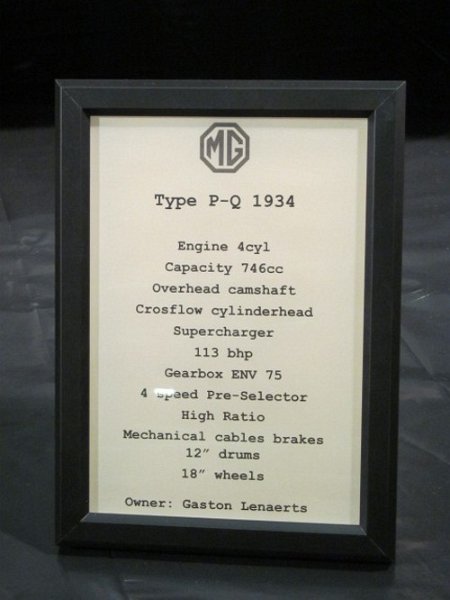 MG
Type P-Q 1934
Engine 4cyl
Capacity 746cc
Overhead camshaft
Crosflow cylinderhead
Supercharger
113 bhp
Gearbox ENV 75
4 speed Pre-Selector
High Ratio
Mechanical cables brakes
12" drums
18" wheels
Owner: Gaston Lenaerts